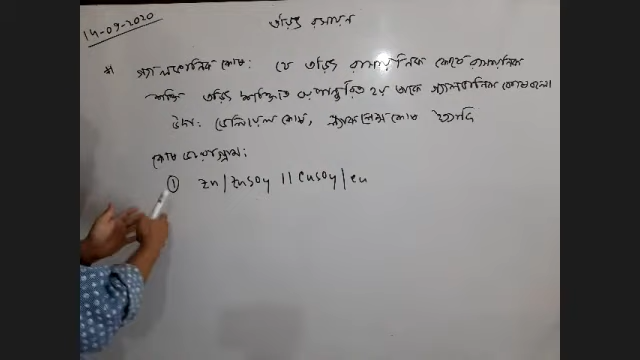 14-09-2020
তড়িৎ রসায়ন
* গ্যালভানিক কোষ: যে তড়িৎ রাসায়নিক কোষে রাসায়নিক
শক্তি তড়িৎ শক্তিতে রূপান্তরিত হয় তাকে গ্যালভানিক কোষ বলে।
উদা: ডেনিয়েল কোষ, কোষ ইত্যাদি
কোষ ডায়াগ্রাম:
① Zn | ZnSO4 || CuSO4 | Cu